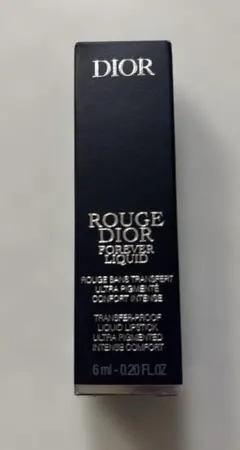 DIOR
ROUGE
DIOR
FOREVER
LIQUID
ROUGE SANS TRANSFERT
ULTRA PIGMENTÉ
CONFORT INTENSE
TRANSFER-PROOF
LIQUID LIPSTICK
ULTRA PIGMENTED
INTENSE COMFORT
6 ml - 0.20 FL.OZ